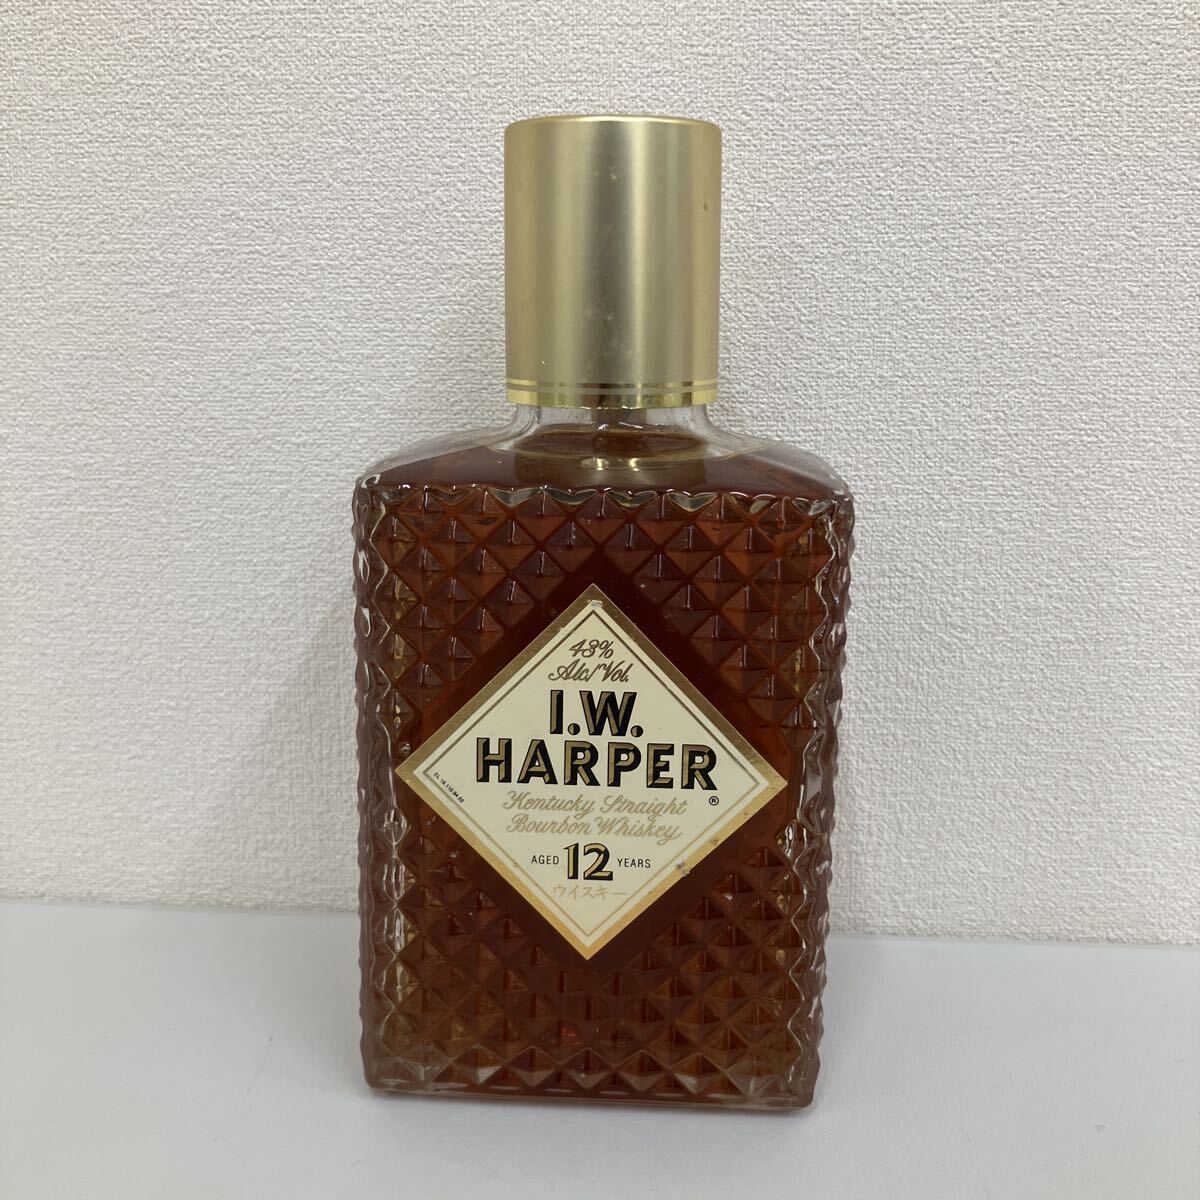 43%
Alc/Vol.
I.W.
HARPER®
Kentucky Straight
Bourbon Whiskey
AGED 12 YEARS
ウイスキー